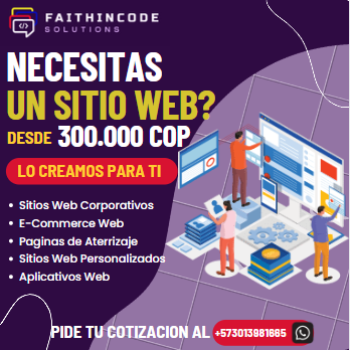 FAITHINCODE
SOLUTIONS
NECESITAS
UN SITIO WEB?
DESDE 300.000 COP
LO CREAMOS PARA TI
• Sitios Web Corporativos
• E-Commerce Web
• Paginas de Aterrizaje
• Sitios Web Personalizados
• Aplicativos Web
PIDE TU COTIZACION AL +573013681665